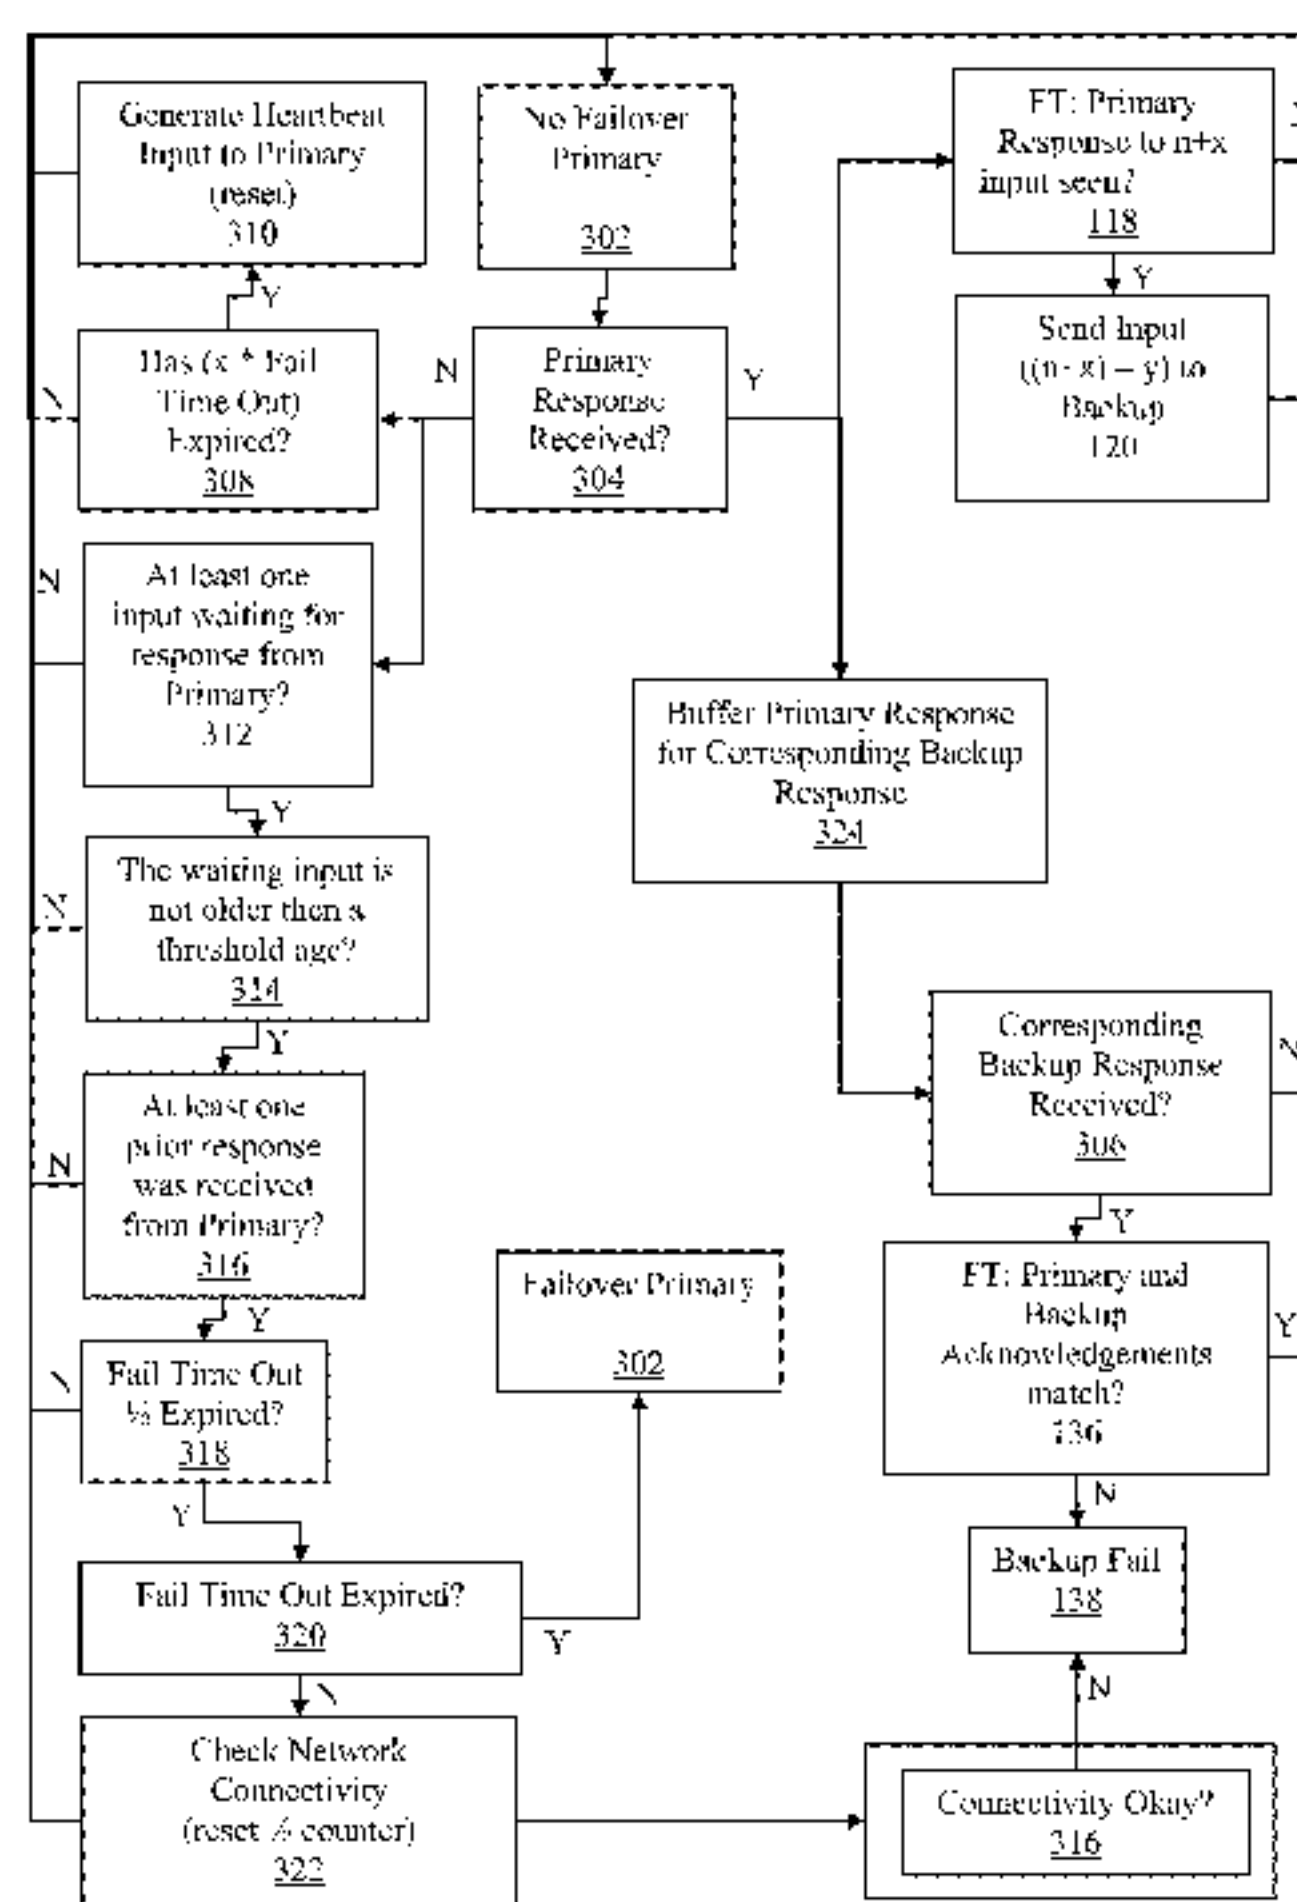 Generate Heartbeat
Input to Primary
(reset)
310
Y
Has (x * Fail
Time Out)
Expired?
308
No Failover
Primary
302
N
Primary
Response
Received?
304
Y
FT: Primary
Response to n+x
input seen?
118
Y
Send Input
to
Backup
120
N
At least one
input waiting for
response from
Primary?
312
Y
N
The waiting input is
not older then a
threshold age?
314
Y
N
At least one
prior response
was received
from Primary?
316
Y
Fail Time Out
½ Expired?
318
Y
Fail Time Out Expired?
320
Y
Failover Primary
302
Check Network
Connectivity
(reset ½ counter)
322
Buffer Primary Response
for Corresponding Backup
Response
324
Corresponding
Backup Response
Received?
306
N
Y
FT: Primary and
Backup
Acknowledgements
match?
136
Y
N
Backup Fail
138
N
Connectivity Okay?
316